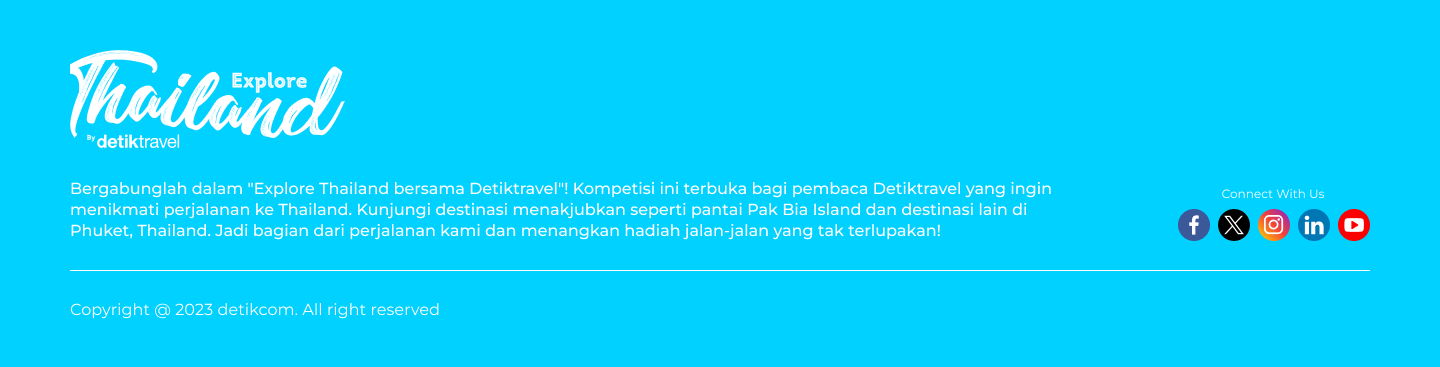 Explore
Thailand
By detiktravel
Bergabunglah dalam "Explore Thailand bersama Detiktravel"! Kompetisi ini terbuka bagi pembaca Detiktravel yang ingin
menikmati perjalanan ke Thailand. Kunjungi destinasi menakjubkan seperti pantai Pak Bia Island dan destinasi lain di
Phuket, Thailand. Jadi bagian dari perjalanan kami dan menangkan hadiah jalan-jalan yang tak terlupakan!
Connect With Us
Copyright @ 2023 detikcom. All right reserved